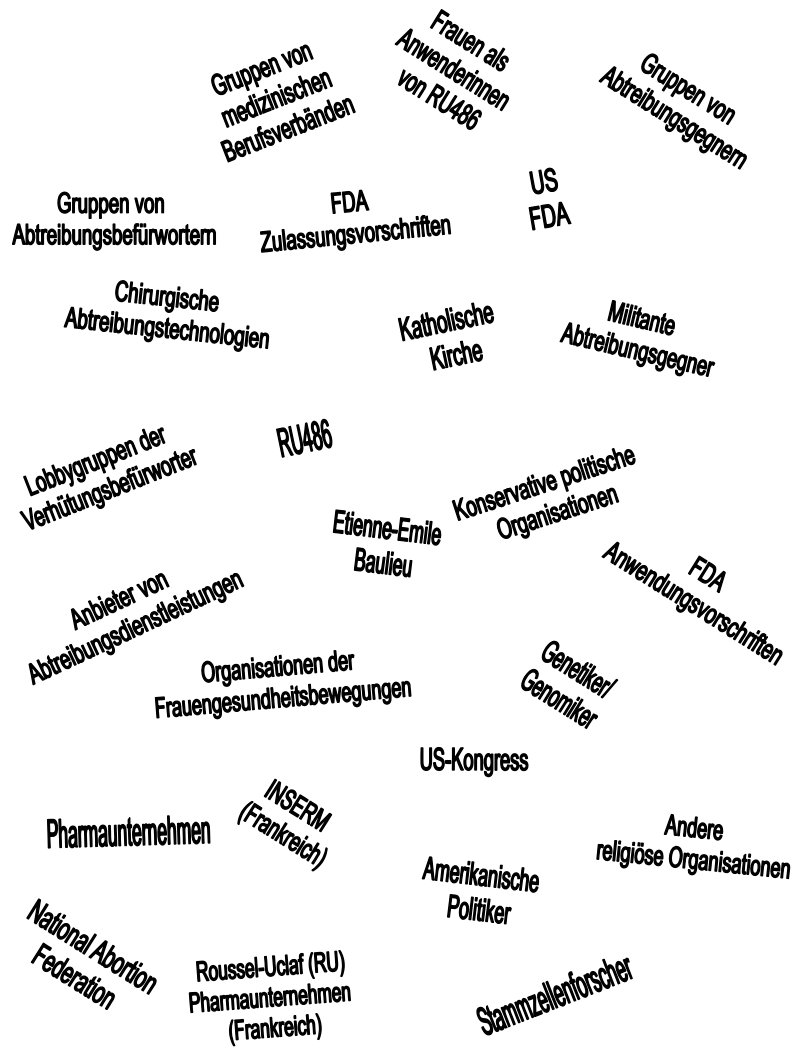 Gruppen von
medizinischen
Berufsverbänden
Frauen als
Anwenderinnen
von RU486
Gruppen von
Abtreibungsgegnern
Gruppen von
Abtreibungsbefürwortern
FDA
Zulassungsvorschriften
US
FDA
Chirurgische
Abtreibungstechnologien
Katholische
Kirche
Militante
Abtreibungsgegner
Lobbygruppen der
Verhütungsbefürworter
RU486
Etienne-Emile
Baulieu
Konservative politische
Organisationen
FDA
Anwendungsvorschriften
Anbieter von
Abtreibungsdienstleistungen
Organisationen der
Frauengesundheitsbewegungen
Genetiker/
Genomiker
US-Kongress
Pharmaunternehmen
INSERM
(Frankreich)
Andere
religiöse Organisationen
Amerikanische
Politiker
National Abortion
Federation
Roussel-Uclaf (RU)
Pharmaunternehmen
(Frankreich)
Stammzellenforscher